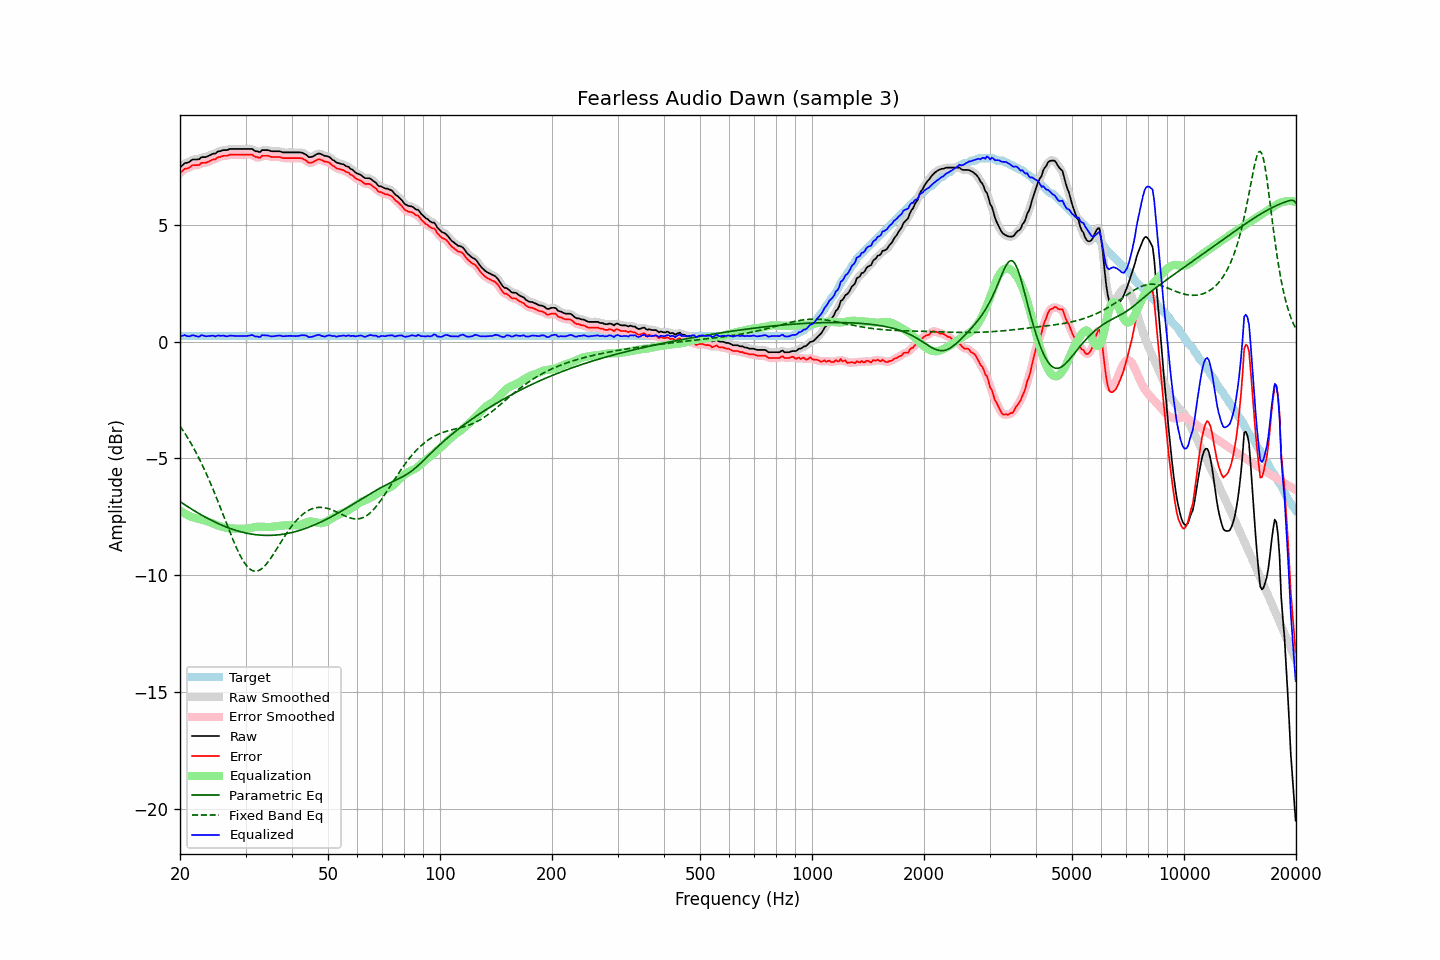 Fearless Audio Dawn (sample 3)
Amplitude (dBr)
5
0
−5
−10
−15
−20
Target
Raw Smoothed
Error Smoothed
Raw
Error
Equalization
Parametric Eq
Fixed Band Eq
Equalized
20 50 100 200 500 1000 2000 5000 10000 20000
Frequency (Hz)